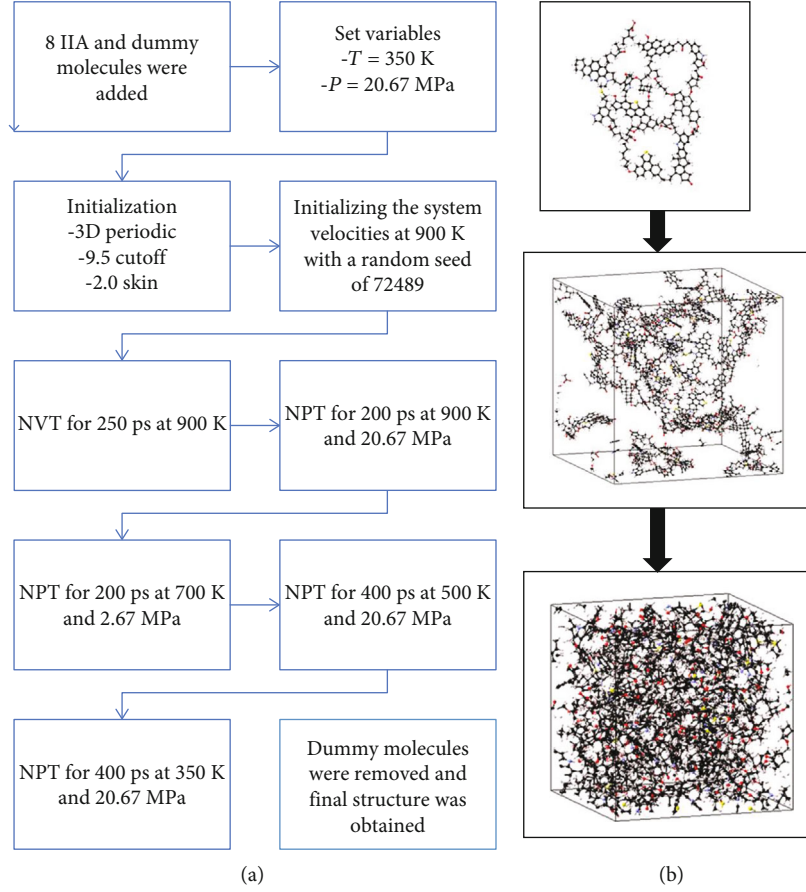 8 IIA and dummy
molecules were
added
Set variables
-T = 350 K
-P = 20.67 MPa
Initialization
-3D periodic
-9.5 cutoff
-2.0 skin
Initializing the system
velocities at 900 K
with a random seed
of 72489
NVT for 250 ps at 900 K
NPT for 200 ps at 900 K
and 20.67 MPa
NPT for 200 ps at 700 K
and 2.67 MPa
NPT for 400 ps at 500 K
and 20.67 MPa
NPT for 400 ps at 350 K
and 20.67 MPa
Dummy molecules
were removed and
final structure was
obtained
(a)
(b)